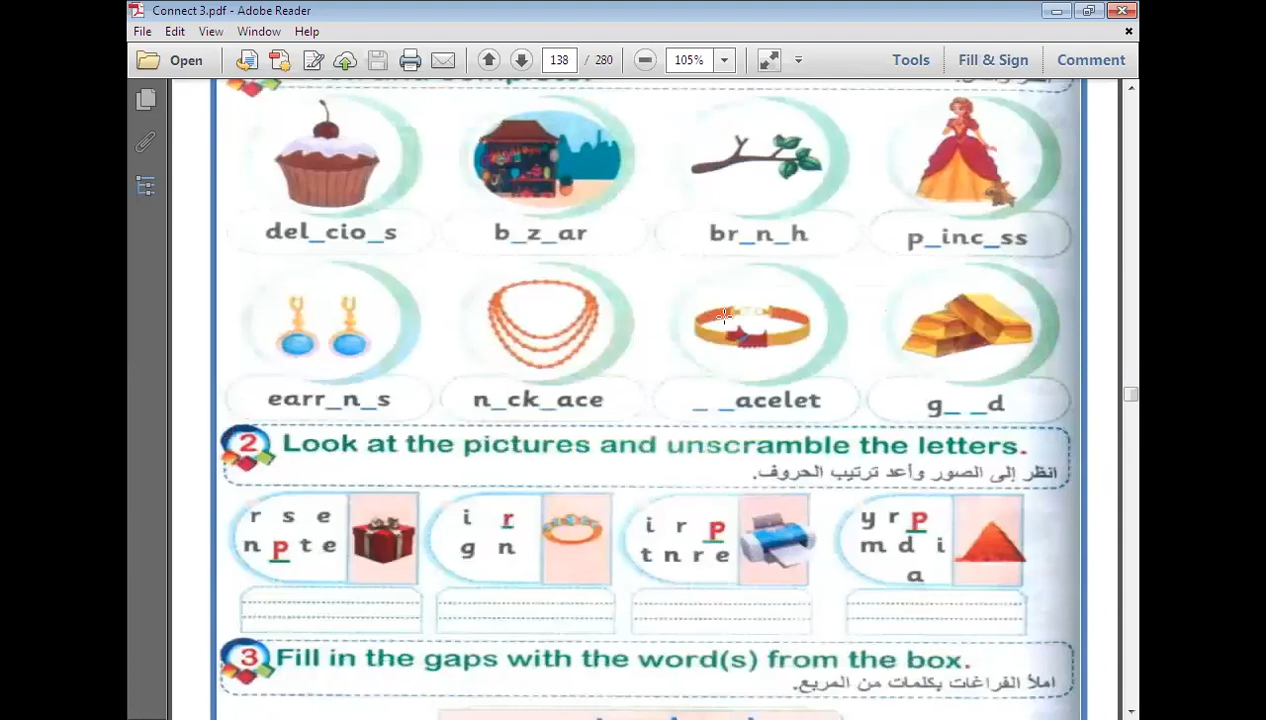 Connect 3.pdf - Adobe Reader
File Edit View Window Help
Open 138 / 280 105% Tools Fill & Sign Comment
del_cio_s b_z_ar br_n_h p_inc_ss
earr_n_s n_ck_ace _ _acelet g_ _d
2 Look at the pictures and unscramble the letters.
انظر إلى الصور وأعد ترتيب الحروف.
r s e
n p t e
i r
g n
i r p
t n r e
y r p
m d i
a
3 Fill in the gaps with the word(s) from the box.
املأ الفراغات بكلمات من المربع.